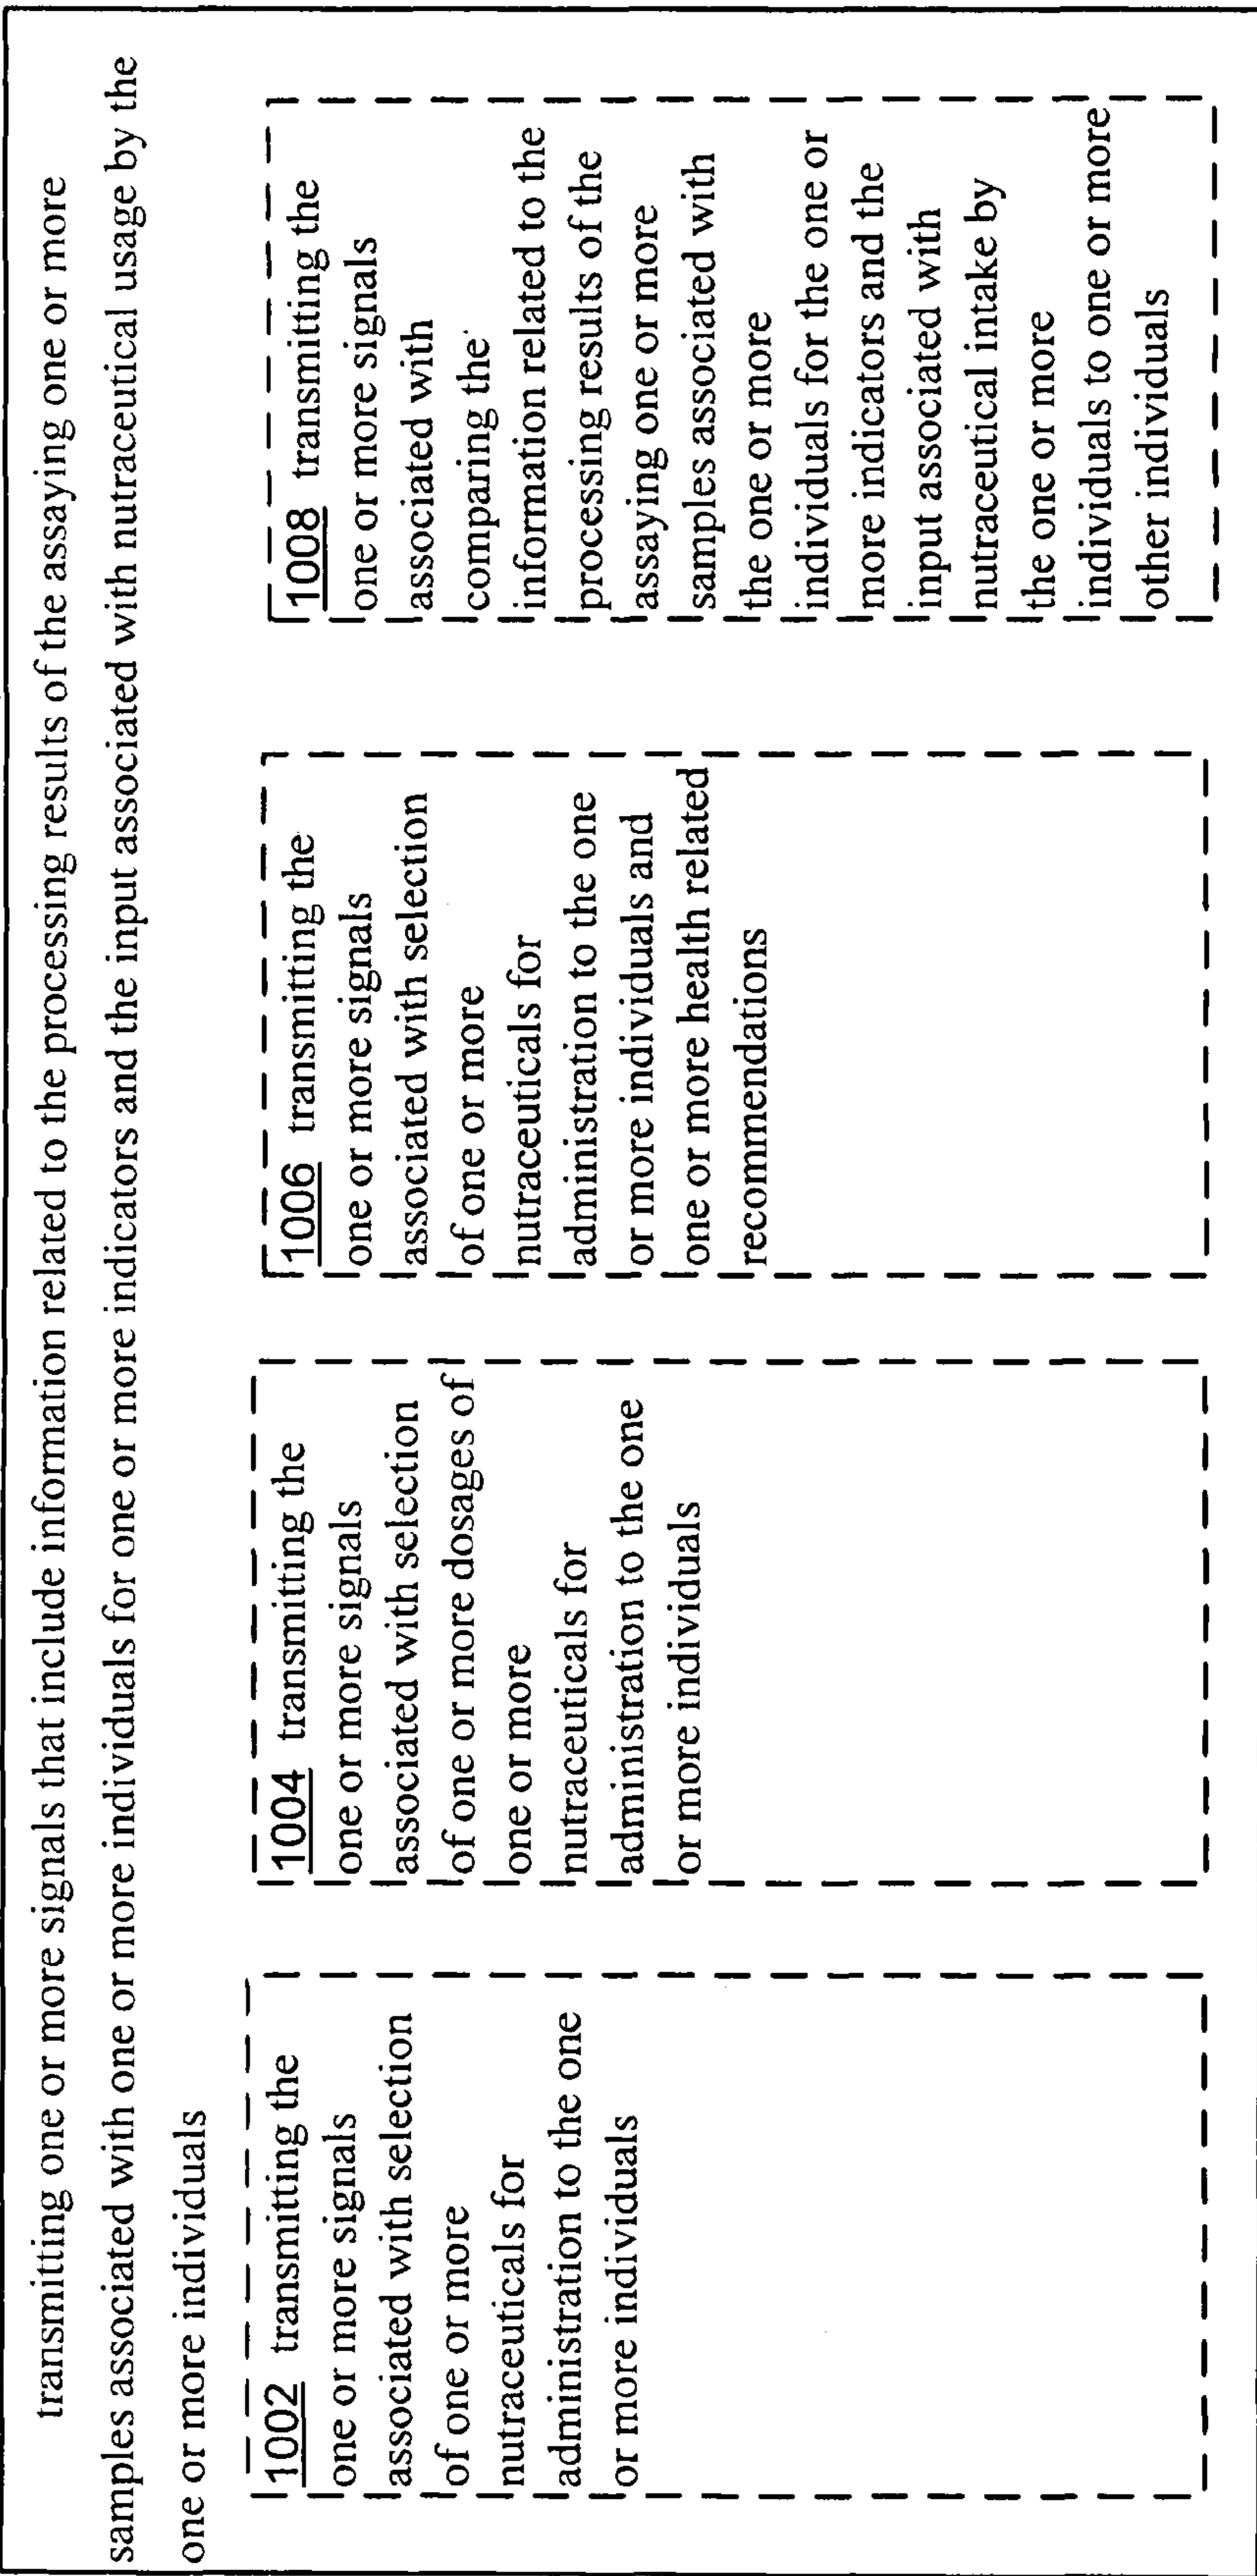 transmitting one or more signals that include information related to the processing results of the assaying one or more
samples associated with one or more individuals for one or more indicators and the input associated with nutraceutical usage by the
one or more individuals
1002 transmitting the
one or more signals
associated with selection
of one or more
nutraceuticals for
administration to the one
or more individuals
1004 transmitting the
one or more signals
associated with selection
of one or more dosages of
one or more
nutraceuticals for
administration to the one
or more individuals
1006 transmitting the
one or more signals
associated with selection
of one or more
nutraceuticals for
administration to the one
or more individuals and
one or more health related
recommendations
1008 transmitting the
one or more signals
associated with
comparing the
information related to the
processing results of the
assaying one or more
samples associated with
the one or more
individuals for the one or
more indicators and the
input associated with
nutraceutical intake by
the one or more
individuals to one or more
other individuals